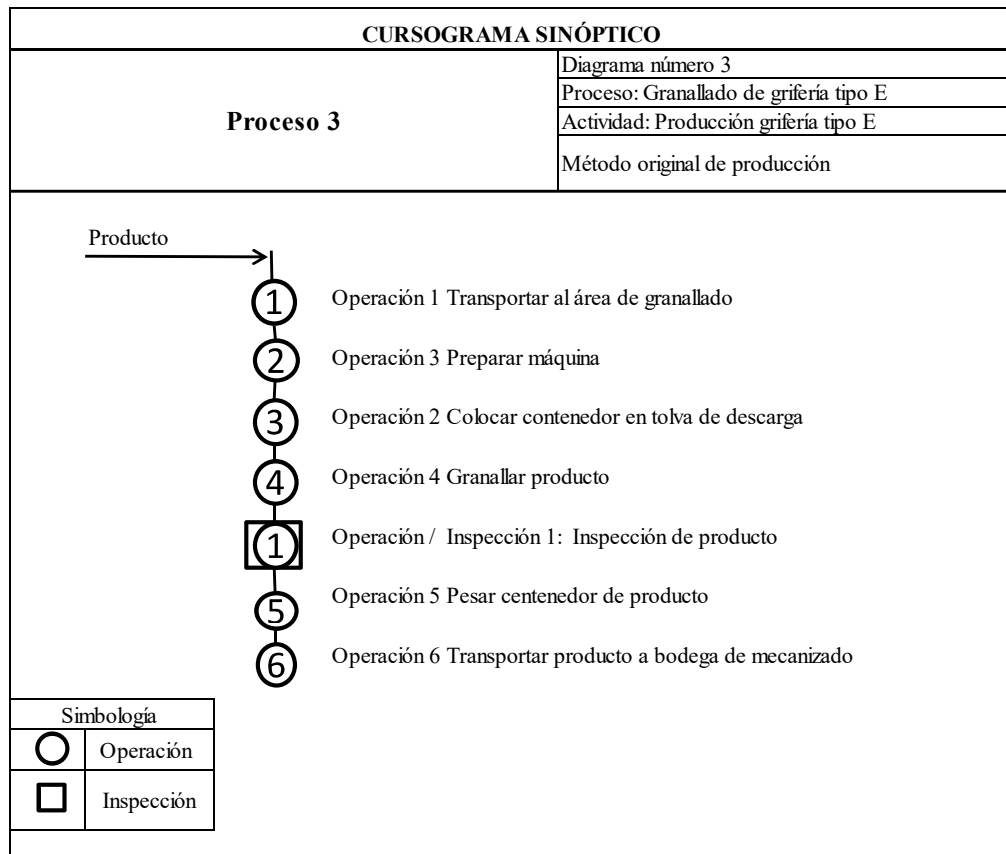 CURSOGRAMA SINÓPTICO
Proceso 3
Diagrama número 3
Proceso: Granallado de grifería tipo E
Actividad: Producción grifería tipo E
Método original de producción
Producto
1 Operación 1 Transportar al área de granallado
2 Operación 3 Preparar máquina
3 Operación 2 Colocar contenedor en tolva de descarga
4 Operación 4 Granallar producto
1 Operación / Inspección 1: Inspección de producto
5 Operación 5 Pesar centenedor de producto
6 Operación 6 Transportar producto a bodega de mecanizado
Simbología
Operación
Inspección